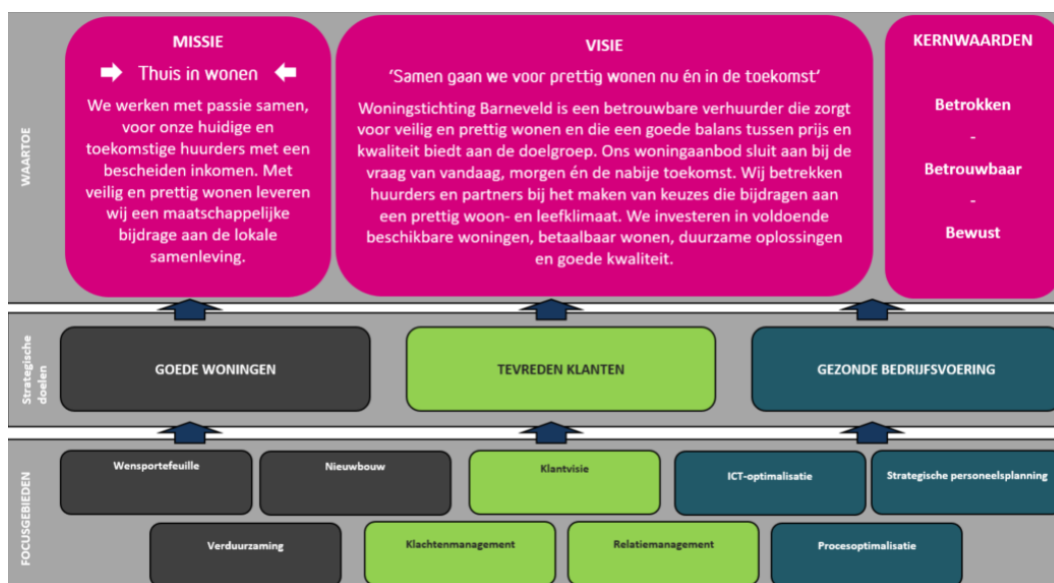 WAARTOE
MISSIE
Thuis in wonen
We werken met passie samen,
voor onze huidige en
toekomstige huurders met een
bescheiden inkomen. Met
veilig en prettig wonen leveren
wij een maatschappelijke
bijdrage aan de lokale
samenleving.
VISIE
'Samen gaan we voor prettig wonen nu én in de toekomst'
Woningstichting Barneveld is een betrouwbare verhuurder die zorgt
voor veilig en prettig wonen en die een goede balans tussen prijs en
kwaliteit biedt aan de doelgroep. Ons woningaanbod sluit aan bij de
vraag van vandaag, morgen én de nabije toekomst. Wij betrekken
huurders en partners bij het maken van keuzes die bijdragen aan
een prettig woon- en leefklimaat. We investeren in voldoende
beschikbare woningen, betaalbaar wonen, duurzame oplossingen
en goede kwaliteit.
KERNWAARDEN
Betrokken
-
Betrouwbaar
-
Bewust
Strategische
doelen
GOEDE WONINGEN
TEVREDEN KLANTEN
GEZONDE BEDRIJFSVOERING
FOCUSGEBIEDEN
Wensportefeuille
Nieuwbouw
Klantvisie
ICT-optimalisatie
Strategische personeelsplanning
Verduurzaming
Klachtenmanagement
Relatiemanagement
Procesoptimalisatie